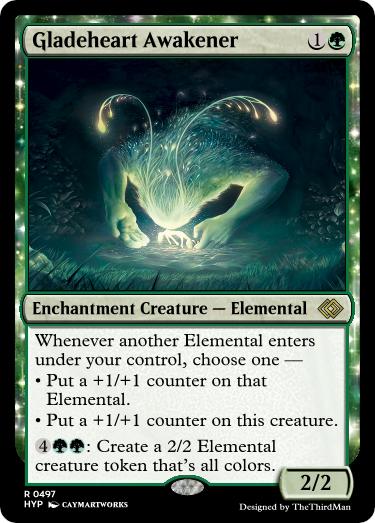 Gladeheart Awakener 1
Enchantment Creature — Elemental
Whenever another Elemental enters
under your control, choose one —
• Put a +1/+1 counter on that
Elemental.
• Put a +1/+1 counter on this creature.
4: Create a 2/2 Elemental
creature token that's all colors.
2/2
R 0497
HYP CAYMARTWORKS
Designed by TheThirdMan